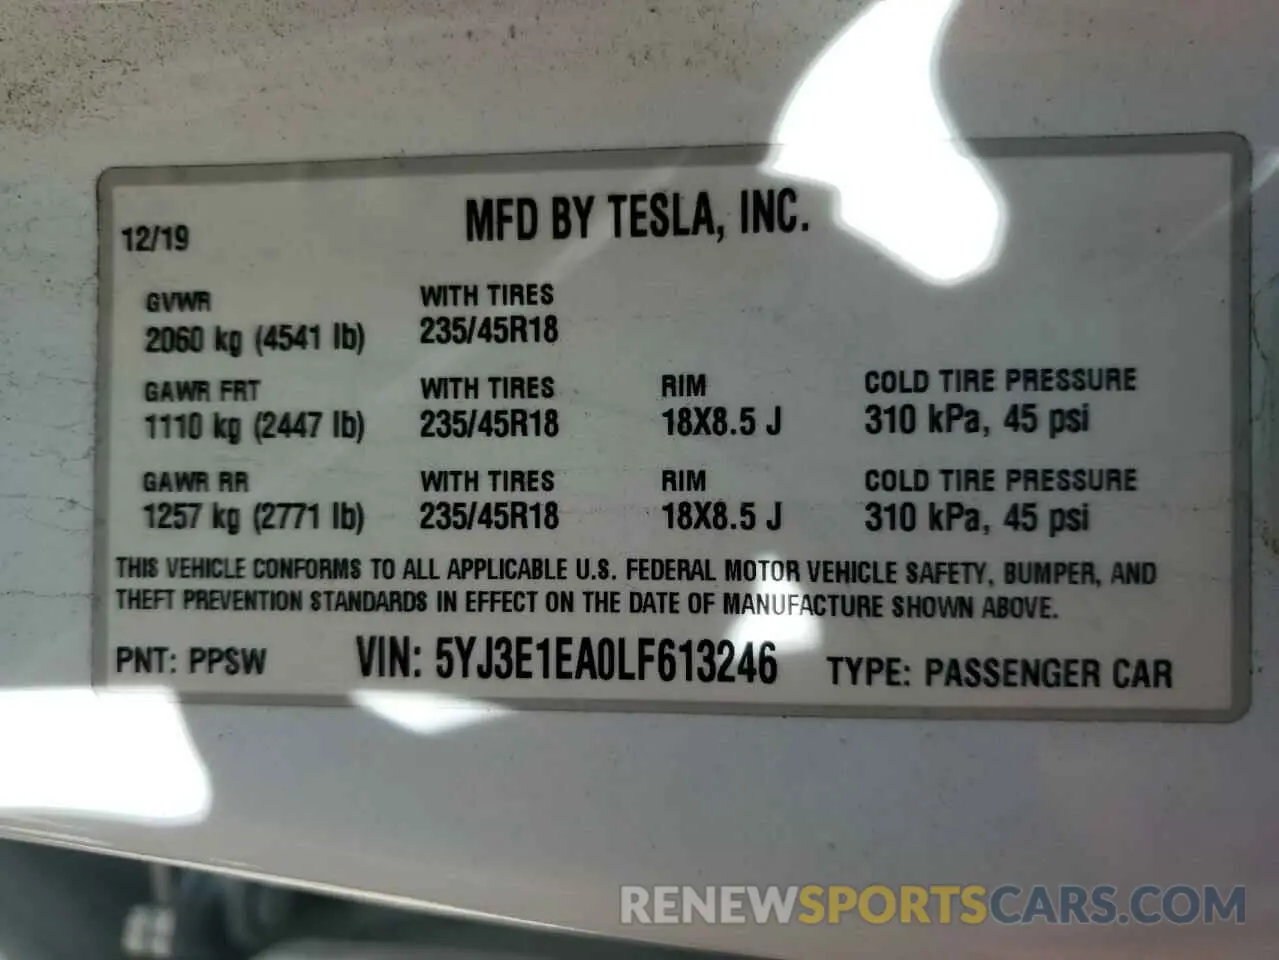 MFD BY TESLA, INC.
12/19
GVWR WITH TIRES
2060 kg (4541 lb) 235/45R18
GAWR FRT WITH TIRES RIM COLD TIRE PRESSURE
1110 kg (2447 lb) 235/45R18 18X8.5 J 310 kPa, 45 psi
GAWR RR WITH TIRES RIM COLD TIRE PRESSURE
1257 kg (2771 lb) 235/45R18 18X8.5 J 310 kPa, 45 psi
THIS VEHICLE CONFORMS TO ALL APPLICABLE U.S. FEDERAL MOTOR VEHICLE SAFETY, BUMPER, AND
THEFT PREVENTION STANDARDS IN EFFECT ON THE DATE OF MANUFACTURE SHOWN ABOVE.
PNT: PPSW VIN: 5YJ3E1EA0LF613246 TYPE: PASSENGER CAR
RENEWSPORTSCARS.COM